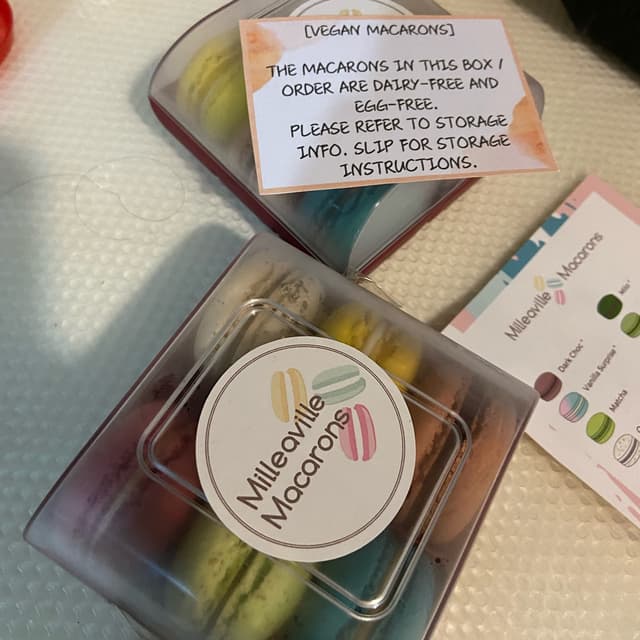 [VEGAN MACARONS]
THE MACARONS IN THIS BOX /
ORDER ARE DAIRY-FREE AND
EGG-FREE.
PLEASE REFER TO STORAGE
INFO. SLIP FOR STORAGE
INSTRUCTIONS.
Milleaville
Macarons
Milleaville Macarons
Milo*
Dark Choc*
Vanilla Surprise*
Matcha